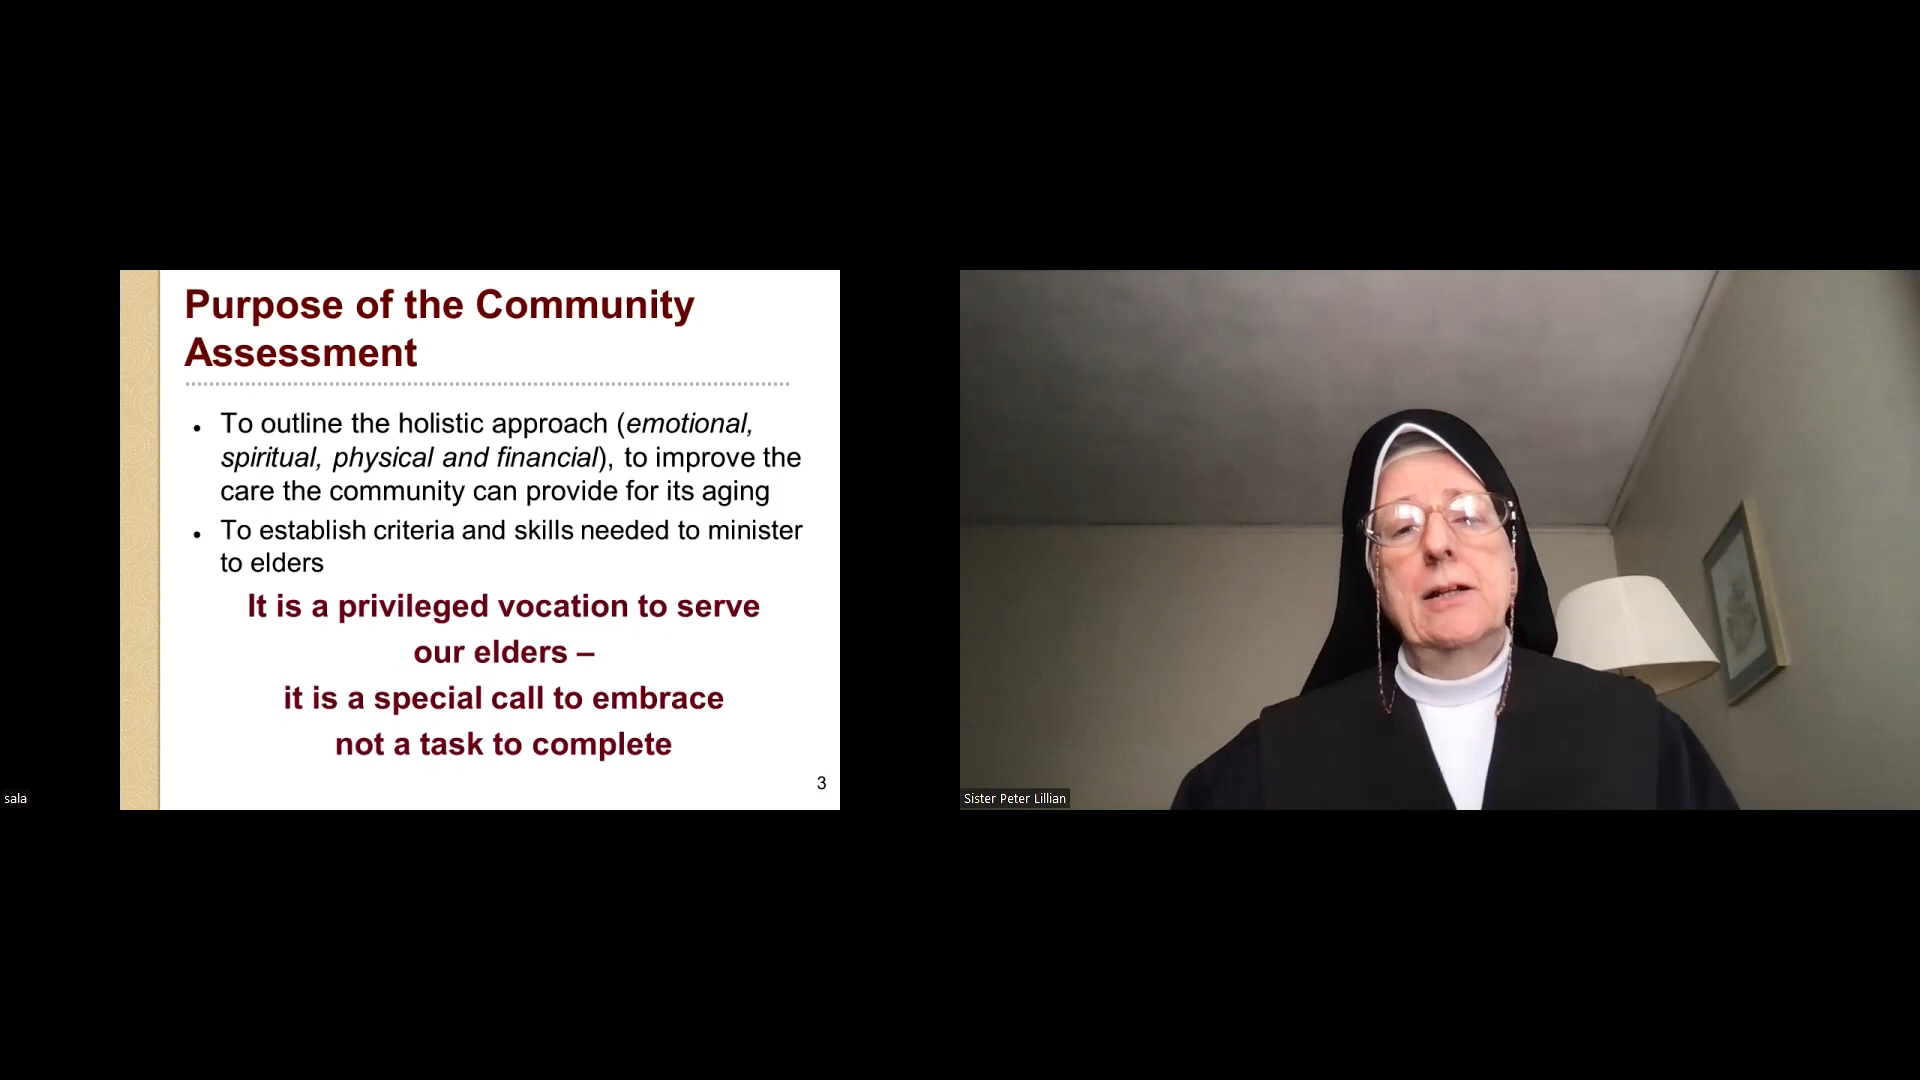 Purpose of the Community
Assessment
• To outline the holistic approach (emotional,
spiritual, physical and financial), to improve the
care the community can provide for its aging
• To establish criteria and skills needed to minister
to elders
It is a privileged vocation to serve
our elders –
it is a special call to embrace
not a task to complete
3
sala
Sister Peter Lillian